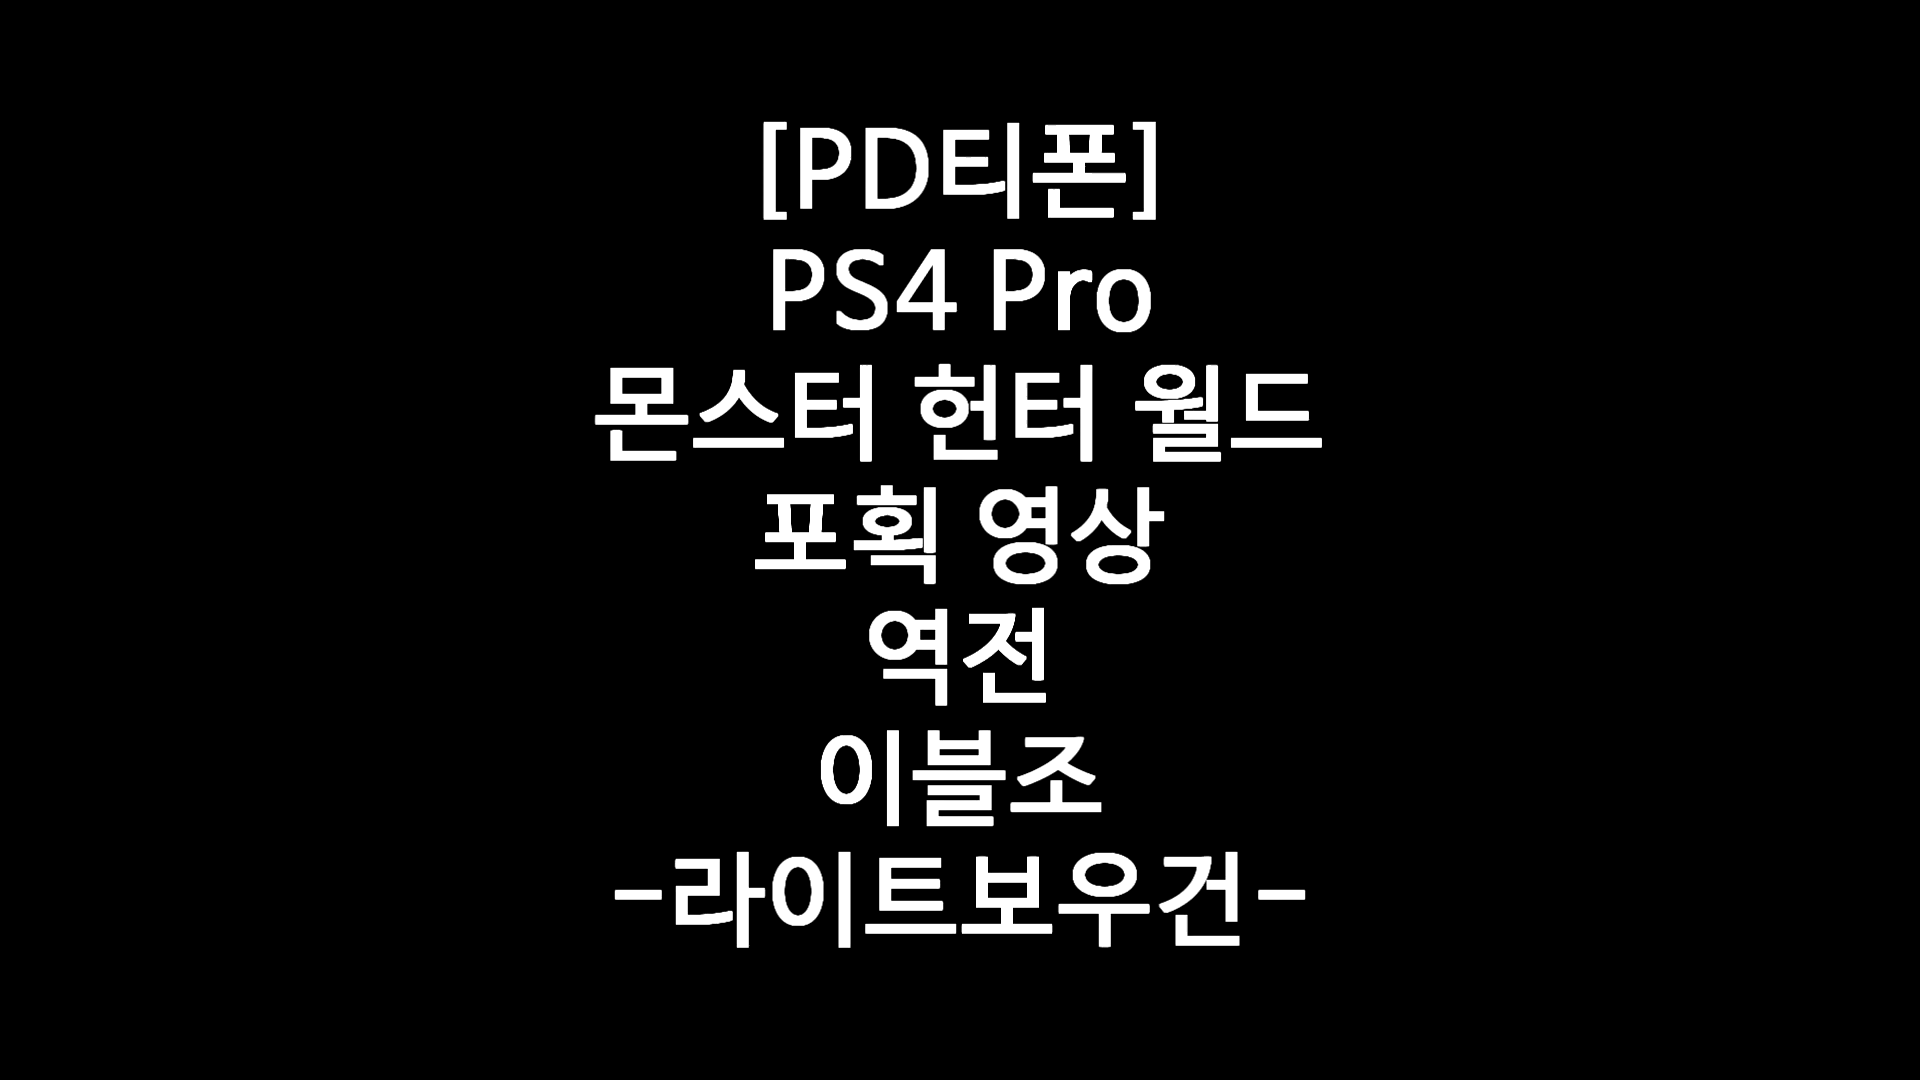 [PD티폰]
PS4 Pro
몬스터 헌터 월드
포획 영상
역전
이블조
-라이트보우건-